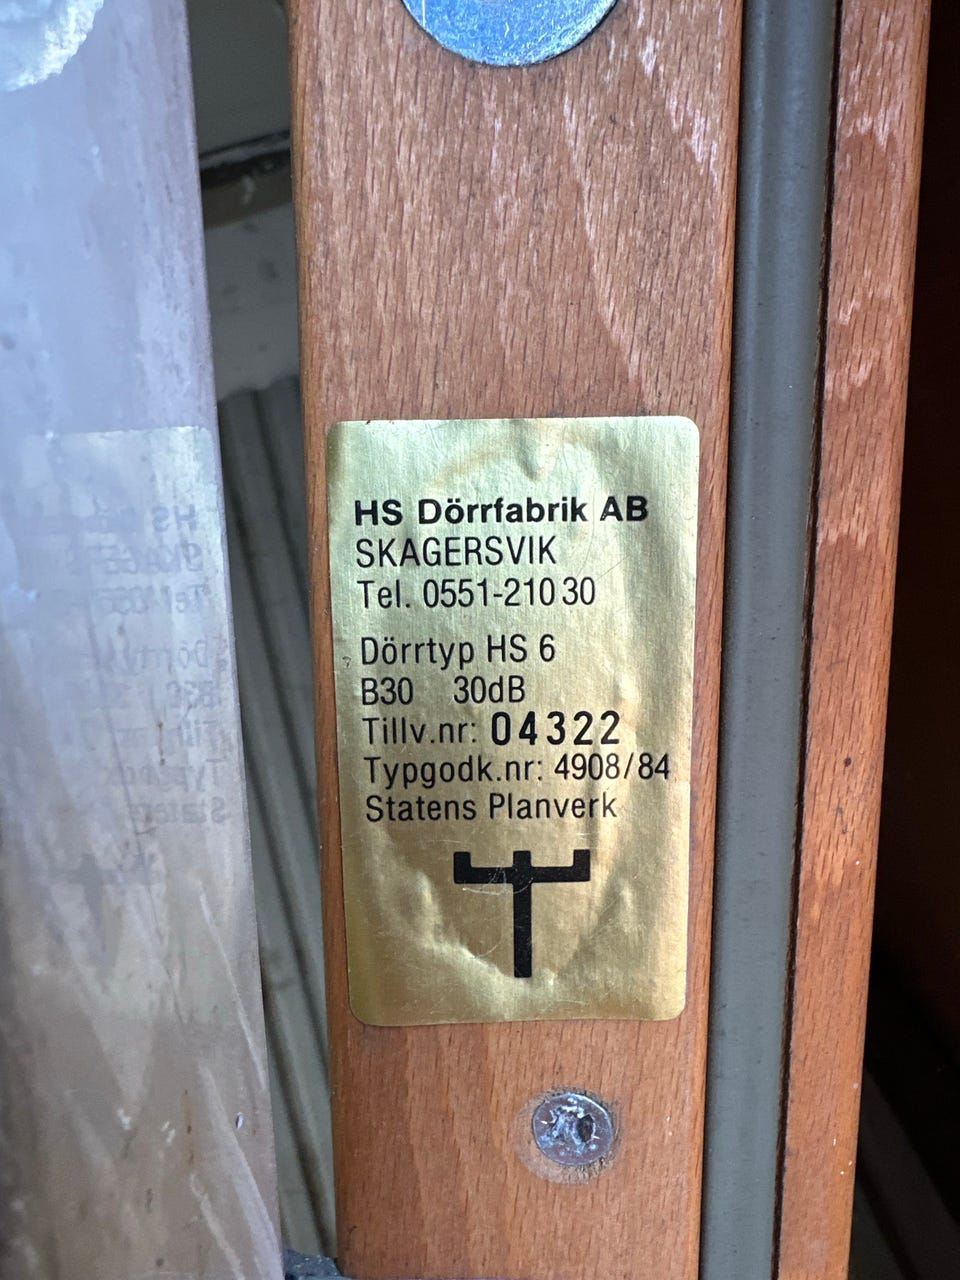 HS Dörrfabrik AB
SKAGERSVIK
Tel. 0551-210 30
Dörrtyp HS 6
B30 30dB
Tillv.nr: 04322
Typgodk.nr: 4908/84
Statens Planverk